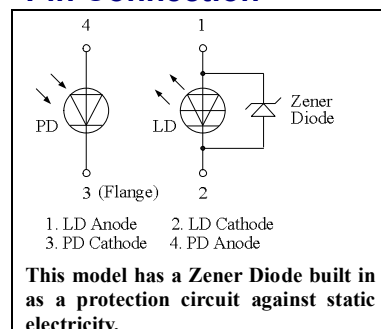 Pin Connection
4 1
PD LD Zener
Diode
3 (Flange) 2
1. LD Anode 2. LD Cathode
3. PD Cathode 4. PD Anode
This model has a Zener Diode built in
as a protection circuit against static
electricity.